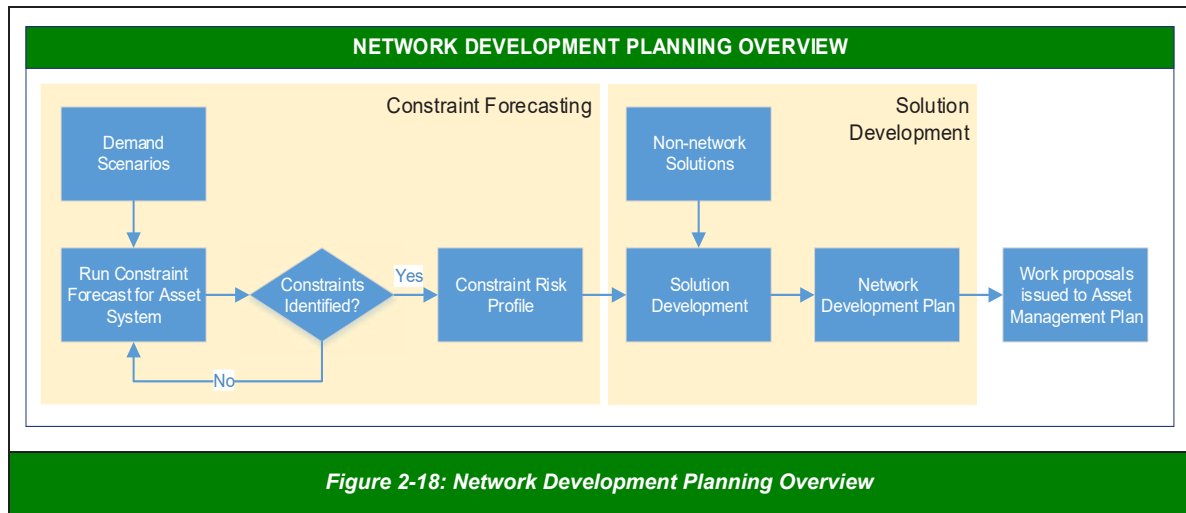 NETWORK DEVELOPMENT PLANNING OVERVIEW
Constraint Forecasting
Demand
Scenarios
Run Constraint
Forecast for Asset
System
Constraints
Identified?
Yes
No
Constraint Risk
Profile
Solution
Development
Non-network
Solutions
Solution
Development
Network
Development Plan
Work proposals
issued to Asset
Management Plan
Figure 2-18: Network Development Planning Overview